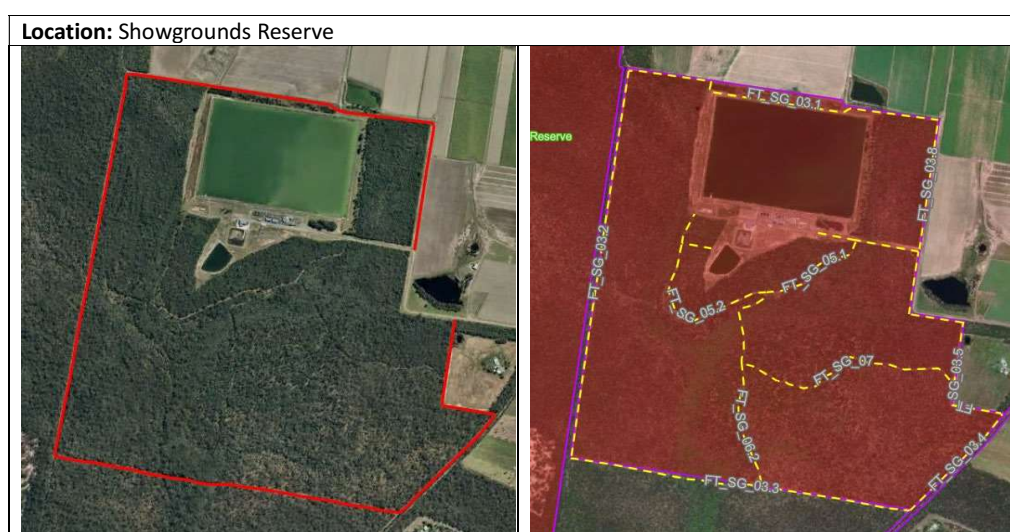 Location: Showgrounds Reserve
FT_SG_03.1
Reserve
FT_SG_03.8
FT_SG_03.2
FT_SG_05.1
FT_SG_05.2
FT_SG_07
_SG_03.5
FT_SG_06.2
FT_SG_03.4
FT_SG_03.3